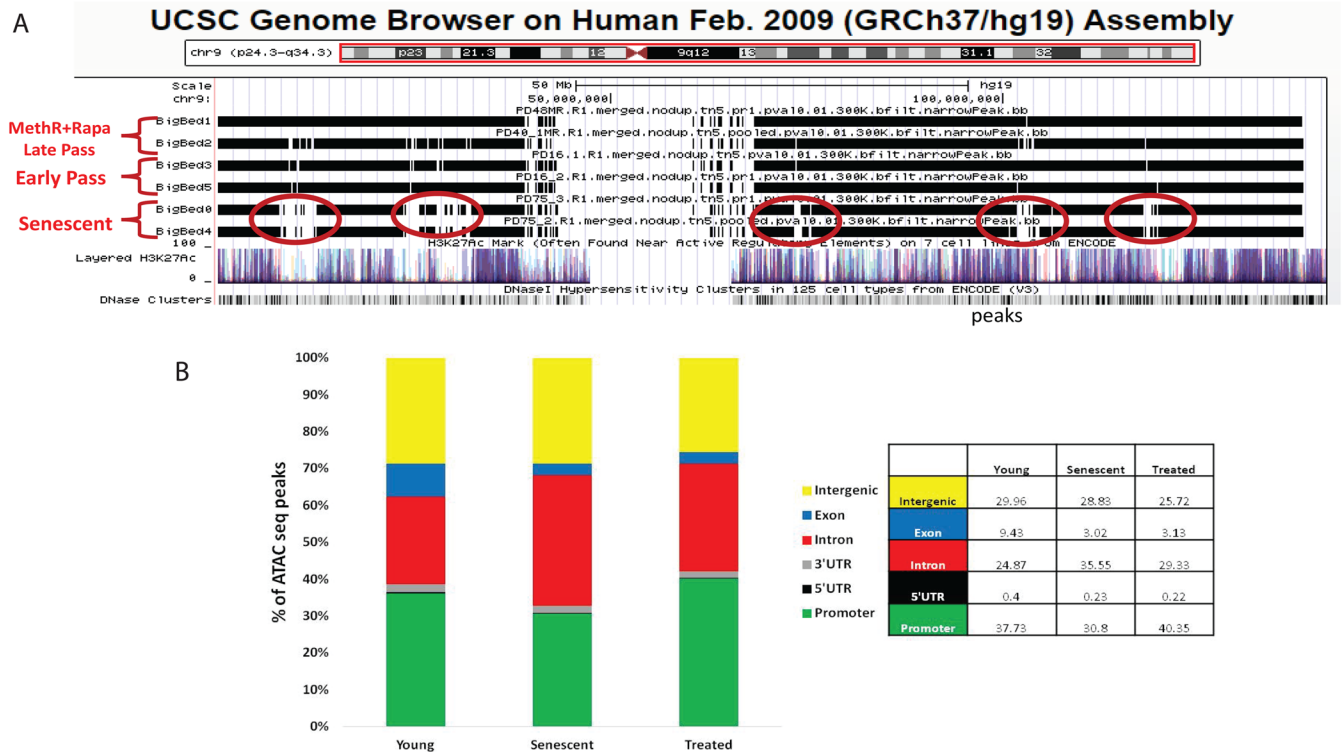 A
UCSC Genome Browser on Human Feb. 2009 (GRCh37/hg19) Assembly
chr9 (p24.3-q34.3) p23 21.3 12 9q12 13 31.1 32
Scale 50 Mb hg19
chr9: 50,000,000 100,000,000
PD48MR.R1.merged.nodup.tn5.pr1.pval0.01.300K.bfilt.narrowPeak.bb
MethR+Rapa
Late Pass
BigBed1
PD40_1MR.R1.merged.nodup.tn5.pooled.pval0.01.300K.bfilt.narrowPeak.bb
BigBed2
PD16.1.R1.merged.nodup.tn5.pval0.01.300K.bfilt.narrowPeak.bb
Early Pass
BigBed3
PD16_2.R1.merged.nodup.tn5.pval0.01.300K.bfilt.narrowPeak.bb
BigBed5
PD75_3.R1.merged.nodup.tn5.pval0.01.300K.bfilt.narrowPeak.bb
Senescent
BigBed0
PD75_2.R1.merged.nodup.tn5.pooled.pval0.01.300K.bfilt.narrowPeak.bb
BigBed4
H3K27Ac Mark (Often Found Near Active Regulatory Elements) on 7 cell lines from ENCODE
100
Layered H3K27Ac
0
DNaseI Hypersensitivity Clusters in 125 cell types from ENCODE (V3)
DNase Clusters
peaks
B
% of ATAC seq peaks
100%
90%
80%
70%
60%
50%
40%
30%
20%
10%
0%
Young Senescent Treated
Intergenic
Exon
Intron
3'UTR
5'UTR
Promoter
Young Senescent Treated
Intergenic 29.96 28.83 25.72
Exon 9.43 3.02 3.13
Intron 24.87 35.55 29.33
5'UTR 0.4 0.23 0.22
Promoter 37.73 30.8 40.35